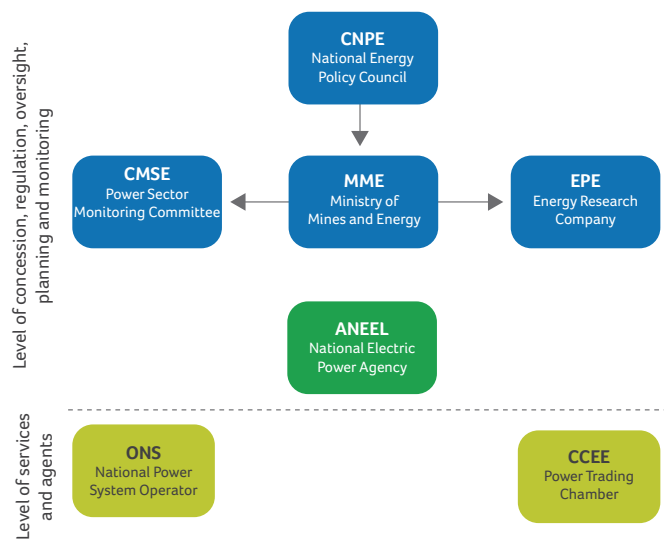 Level of concession, regulation, oversight,
planning and monitoring
CNPE
National Energy
Policy Council
CMSE
Power Sector
Monitoring Committee
MME
Ministry of
Mines and Energy
EPE
Energy Research
Company
ANEEL
National Electric
Power Agency
Level of services
and agents
ONS
National Power
System Operator
CCEE
Power Trading
Chamber